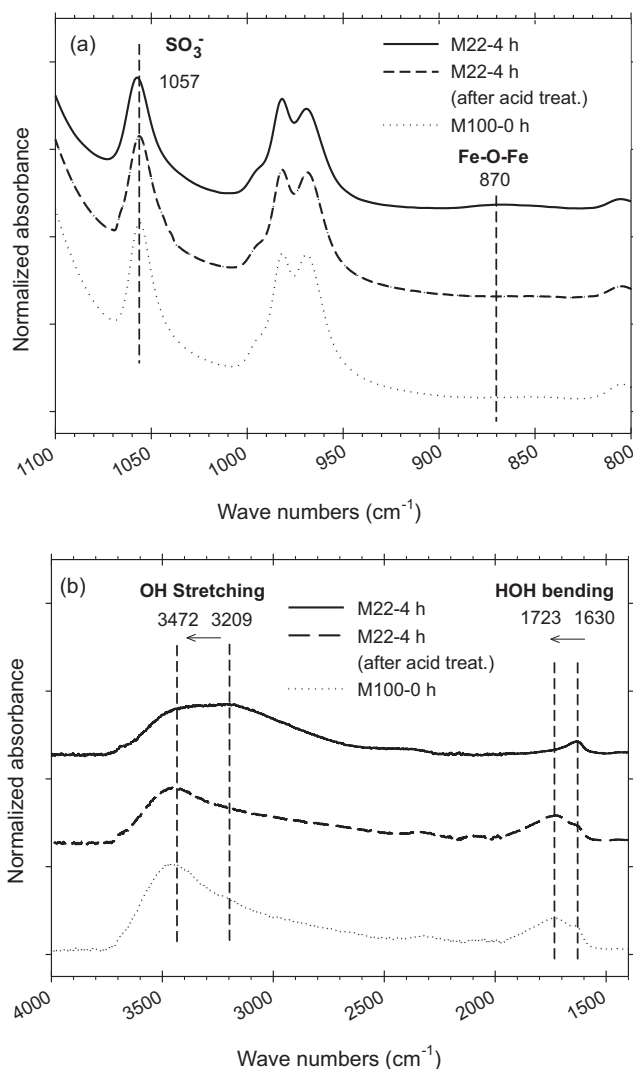 (a)
SO₃⁻
1057
M22-4 h
M22-4 h
(after acid treat.)
M100-0 h
Fe-O-Fe
870
Normalized absorbance
1100 1050 1000 950 900 850 800
Wave numbers (cm⁻¹)
(b)
OH Stretching
3472 3209
HOH bending
1723 1630
M22-4 h
M22-4 h
(after acid treat.)
M100-0 h
Normalized absorbance
4000 3500 3000 2500 2000 1500
Wave numbers (cm⁻¹)